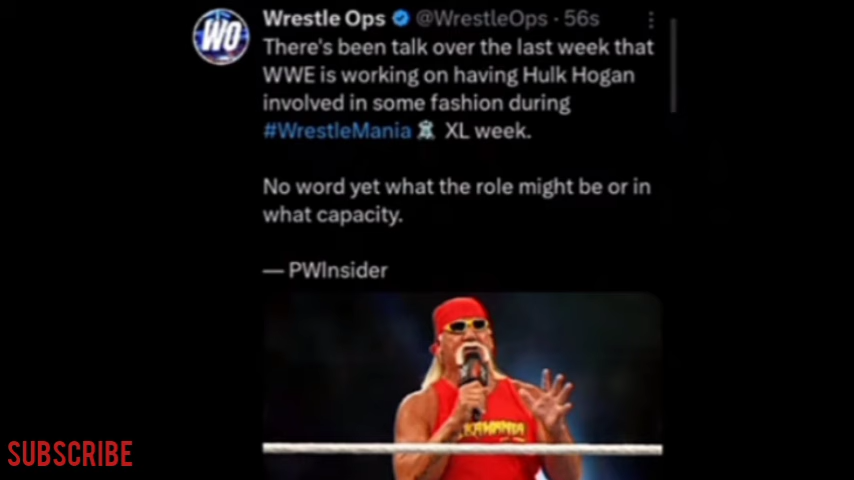 WO
Wrestle Ops @WrestleOps · 56s
There's been talk over the last week that
WWE is working on having Hulk Hogan
involved in some fashion during
#WrestleMania XL week.
No word yet what the role might be or in
what capacity.
— PWInsider
SUBSCRIBE